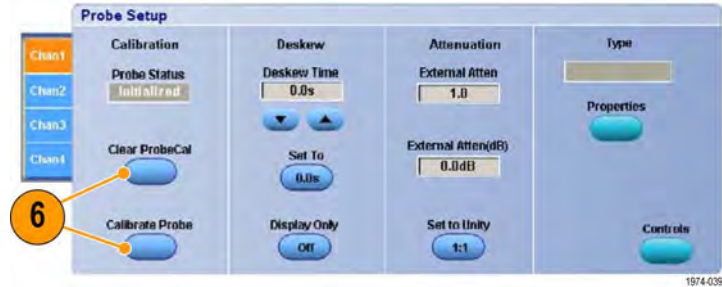 Probe Setup
Chan1
Chan2
Chan3
Chan4
Calibration
Probe Status
Initialized
Clear ProbeCal
Calibrate Probe
6
Deskew
Deskew Time
0.0s
Set To
0.0s
Display Only
Off
Attenuation
External Atten
1.0
External Atten(dB)
0.0dB
Set to Unity
1:1
Type
Properties
Controls
1974-039